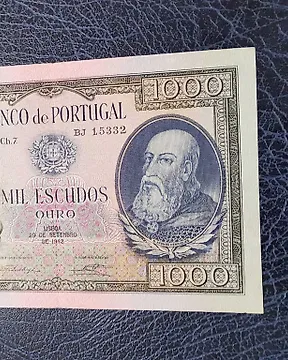 1000
NCO de PORTUGAL
Ch.7 BJ 15332
MIL ESCUDOS
OURO
LISBOA
29 DE SETEMBRO
DE 1942
1000